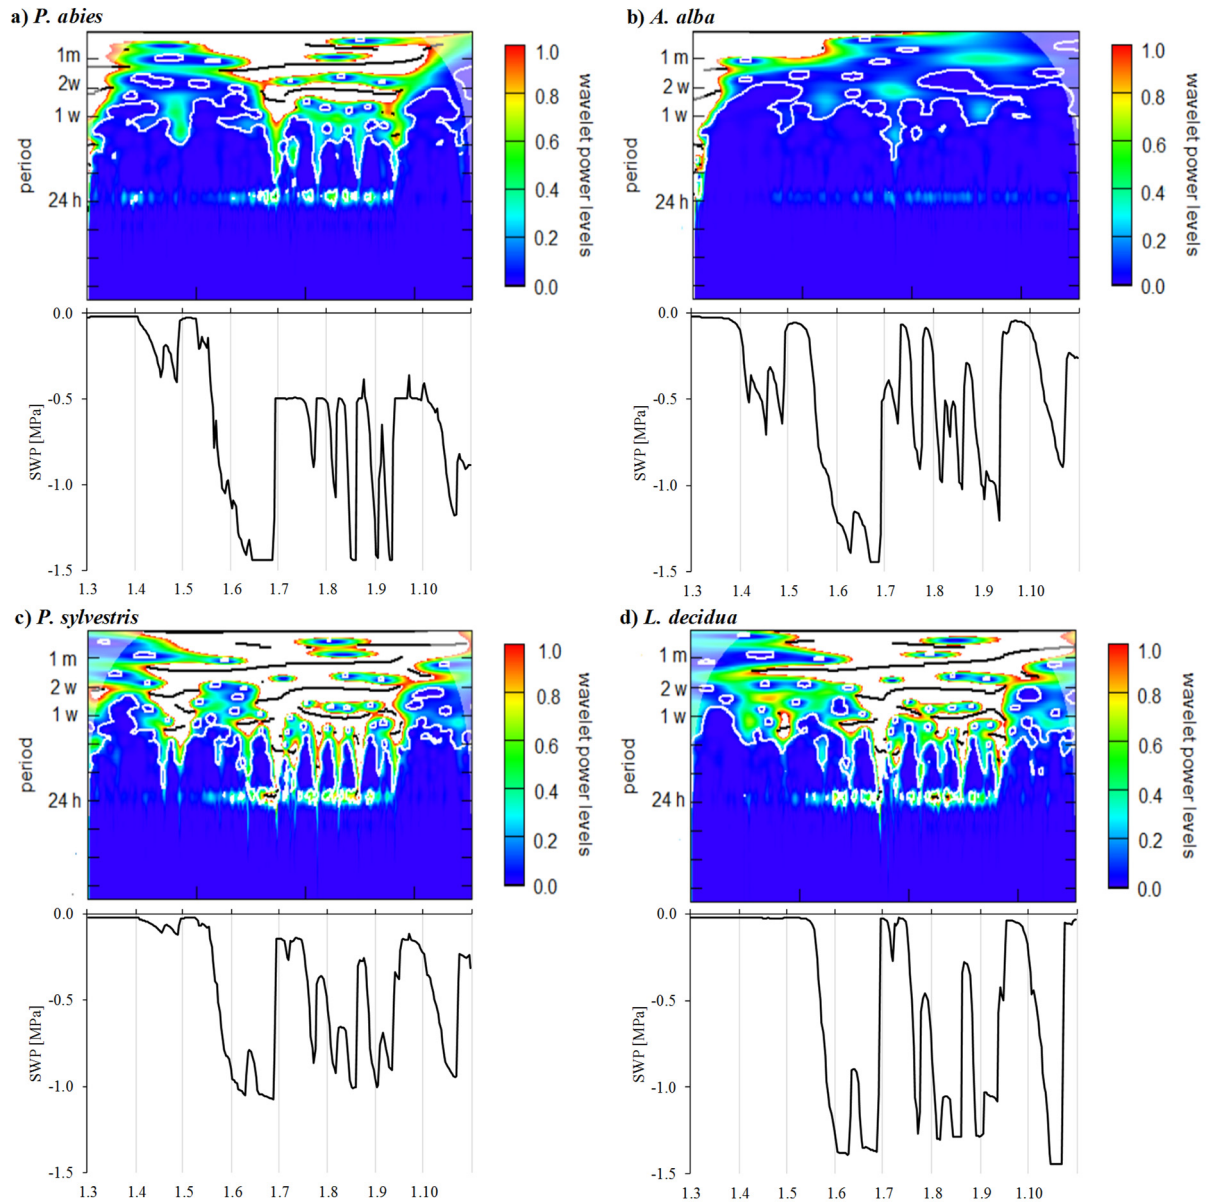 a) P. abies
1 m
2 w
1 w
24 h
period
1.0
0.8
0.6
0.4
0.2
0.0
wavelet power levels
0.0
-0.5
-1.0
-1.5
SWP [MPa]
1.3 1.4 1.5 1.6 1.7 1.8 1.9 1.10
b) A. alba
1 m
2 w
1 w
24 h
period
1.0
0.8
0.6
0.4
0.2
0.0
wavelet power levels
0.0
-0.5
-1.0
-1.5
SWP [MPa]
1.3 1.4 1.5 1.6 1.7 1.8 1.9 1.10
c) P. sylvestris
1 m
2 w
1 w
24 h
period
1.0
0.8
0.6
0.4
0.2
0.0
wavelet power levels
0.0
-0.5
-1.0
-1.5
SWP [MPa]
1.3 1.4 1.5 1.6 1.7 1.8 1.9 1.10
d) L. decidua
1 m
2 w
1 w
24 h
period
1.0
0.8
0.6
0.4
0.2
0.0
wavelet power levels
0.0
-0.5
-1.0
-1.5
SWP [MPa]
1.3 1.4 1.5 1.6 1.7 1.8 1.9 1.10